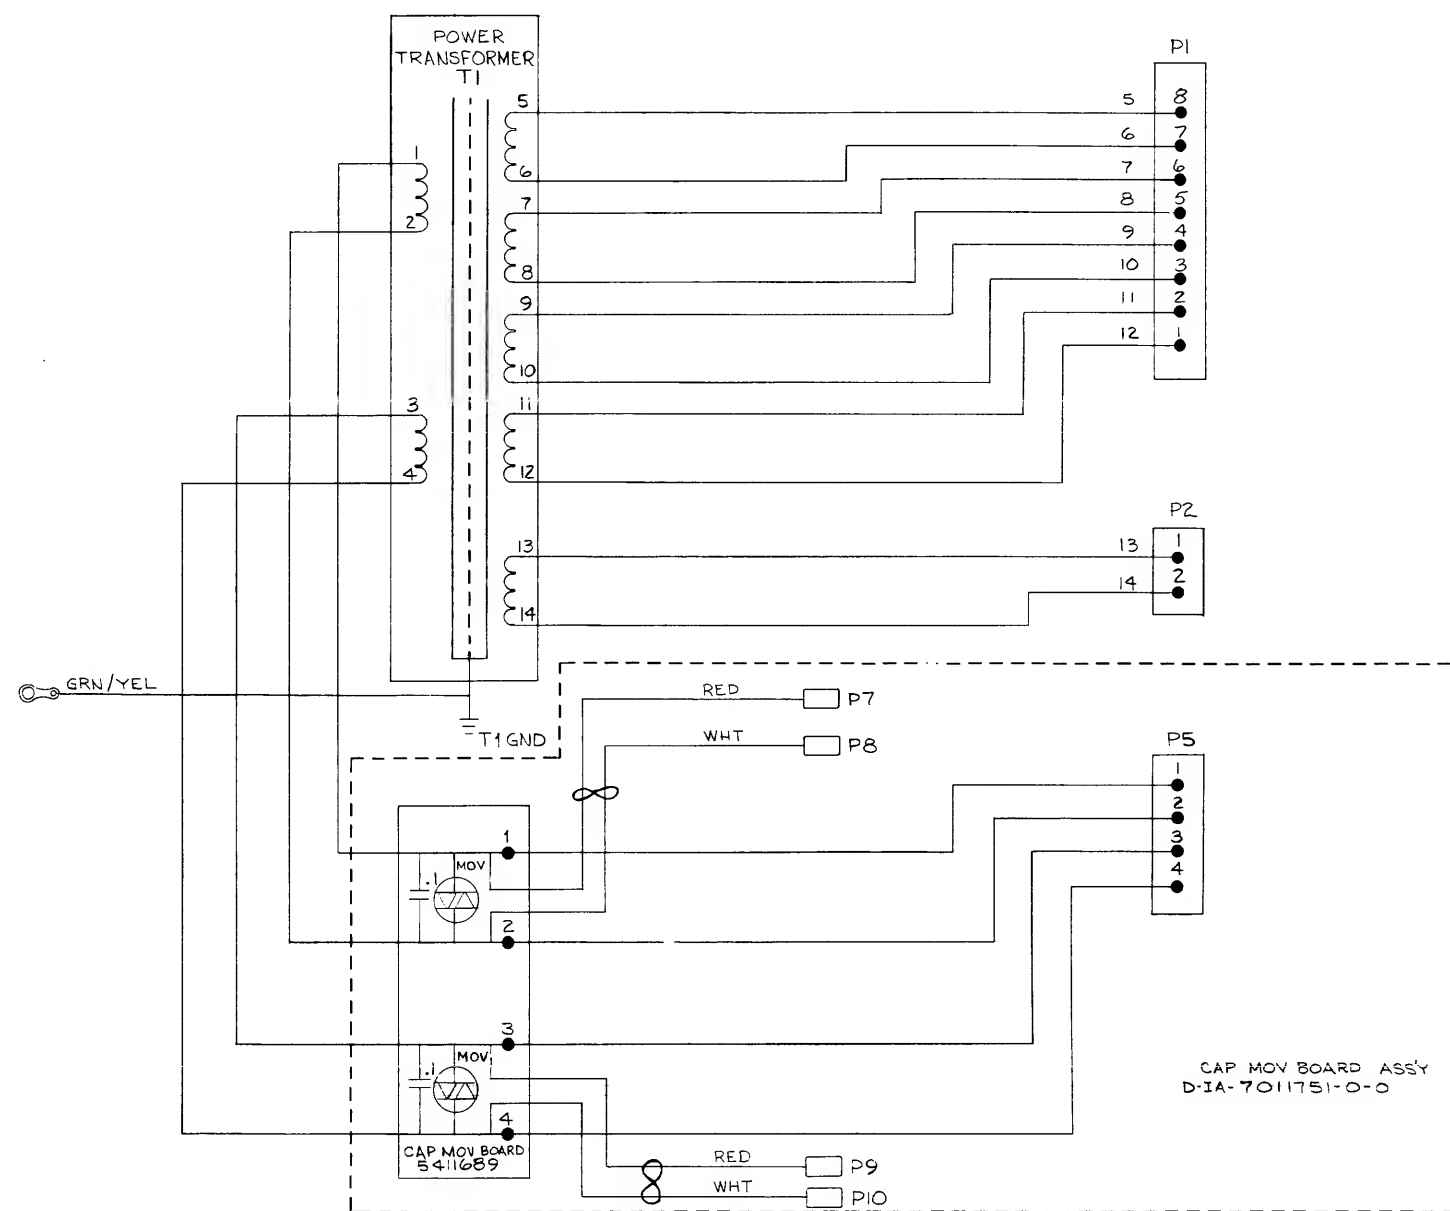 POWER
TRANSFORMER
T1
P1
5
5
8
6
7
1
6
7
6
7
8
5
2
9
4
8
10
3
9
11
2
12
1
10
3
11
4
12
P2
13
13
1
14
2
14
GRN/YEL
RED
P7
T1 GND
WHT
P8
P5
1
2
3
4
1
MOV
.1
2
3
MOV
.1
4
CAP MOV BOARD
5411689
CAP MOV BOARD ASS'Y
D-IA-7011751-0-0
RED
P9
WHT
P10